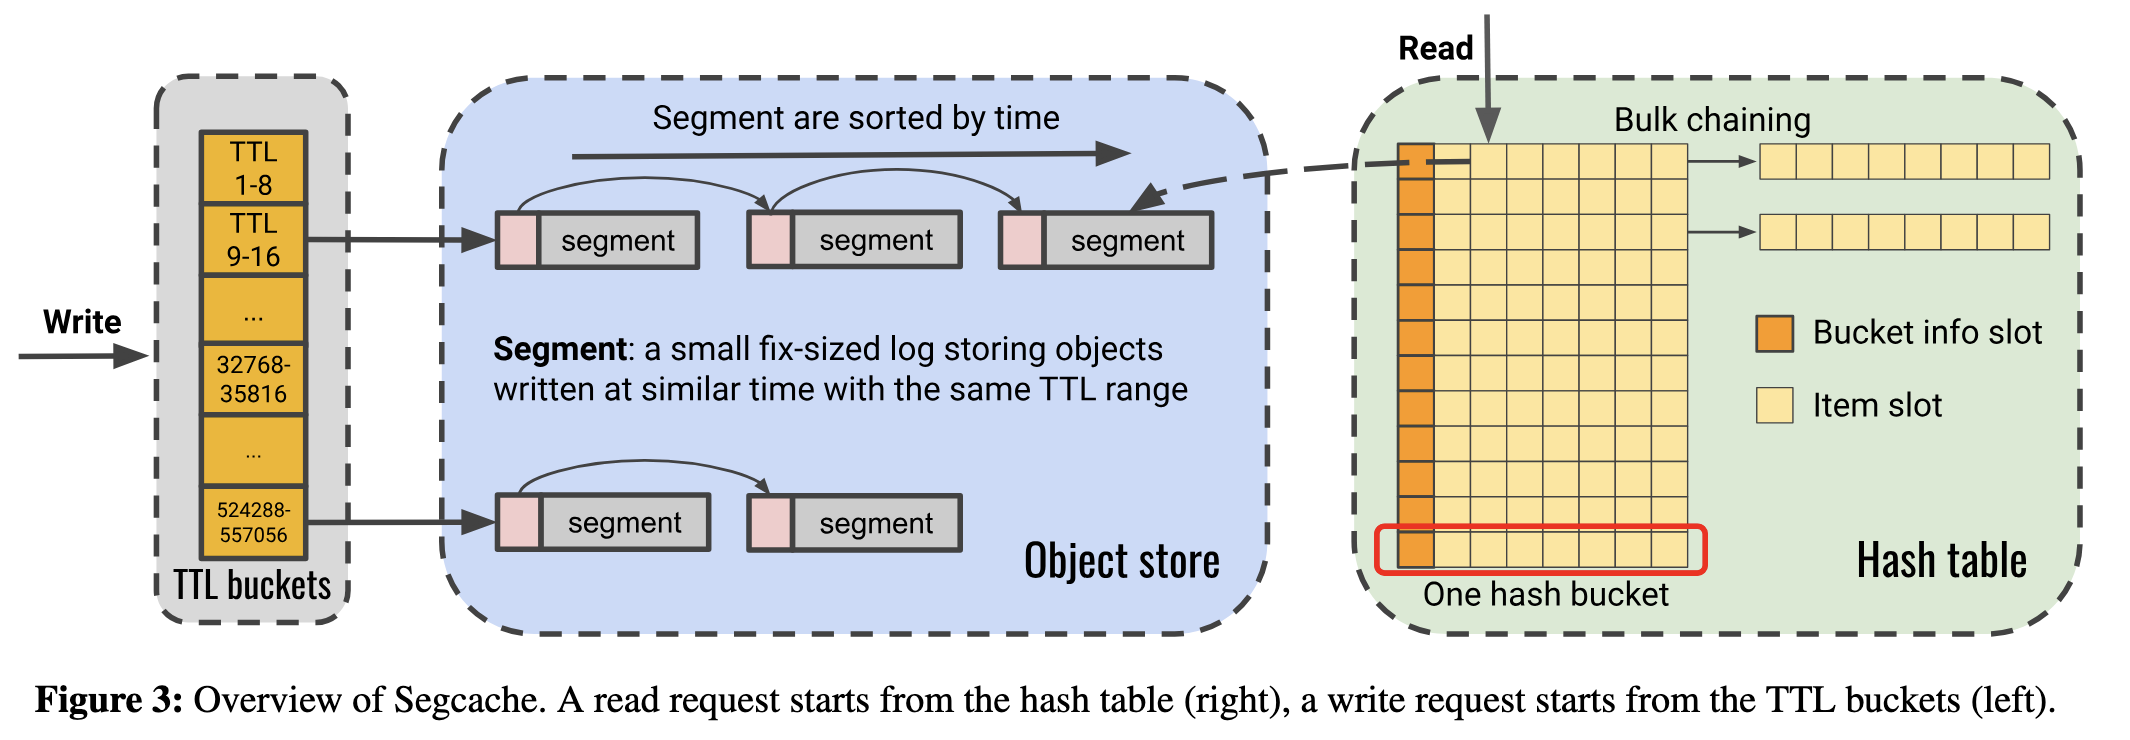 Write
TTL
1-8
TTL
9-16
...
32768-
35816
...
524288-
557056
TTL buckets
Segment are sorted by time
segment
segment
segment
Segment: a small fix-sized log storing objects
written at similar time with the same TTL range
segment
segment
Object store
Read
Bulk chaining
Bucket info slot
Item slot
One hash bucket
Hash table
Figure 3: Overview of Segcache. A read request starts from the hash table (right), a write request starts from the TTL buckets (left).